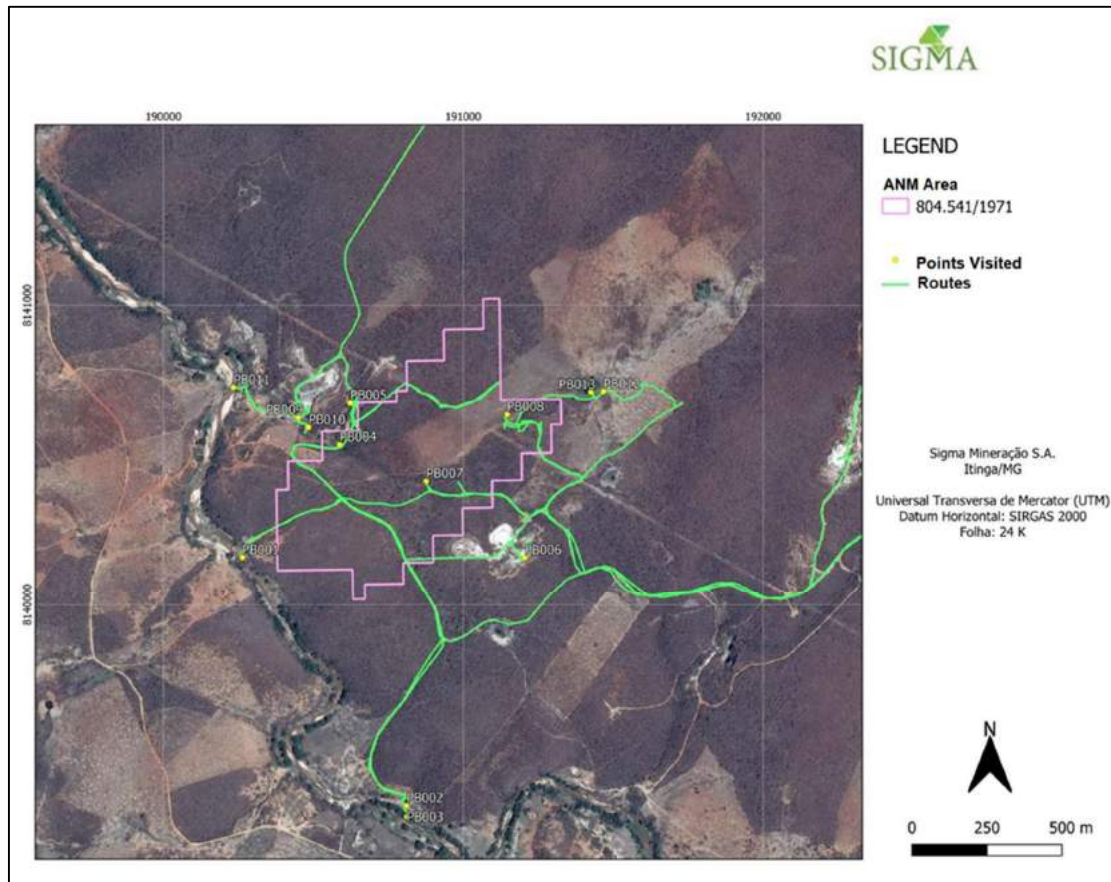 SIGMA
190000
191000
192000
8141000
8140000
PB011
PB009
PB010
PB005
PB004
PB013
PB012
PB008
PB007
PB001
PB006
PB002
PB003
LEGEND
ANM Area
804.541/1971
Points Visited
Routes
Sigma Mineração S.A.
Itinga/MG
Universal Transversa de Mercator (UTM)
Datum Horizontal: SIRGAS 2000
Folha: 24 K
N
0 250 500 m